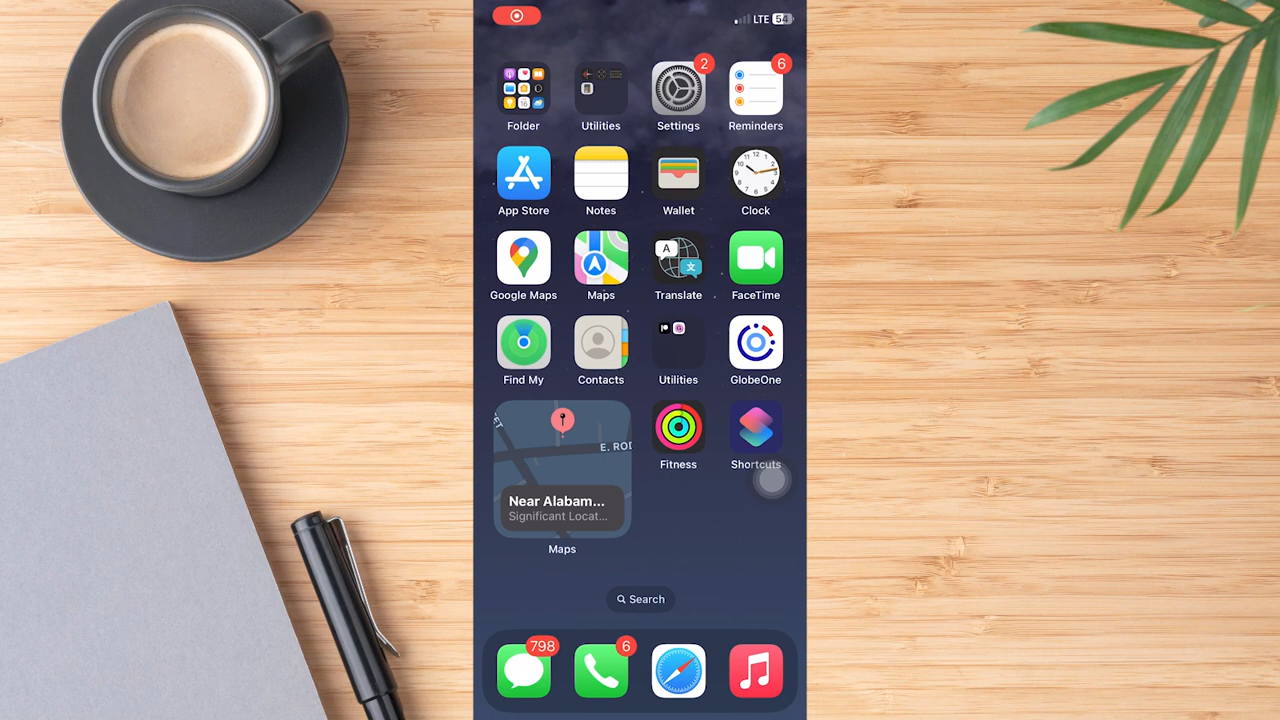 LTE 54
2
6
Folder Utilities Settings Reminders
App Store Notes Wallet Clock
Google Maps Maps Translate FaceTime
Find My Contacts Utilities GlobeOne
E. ROD
Near Alabam...
Significant Locat...
Fitness Shortcuts
Maps
Search
798
6